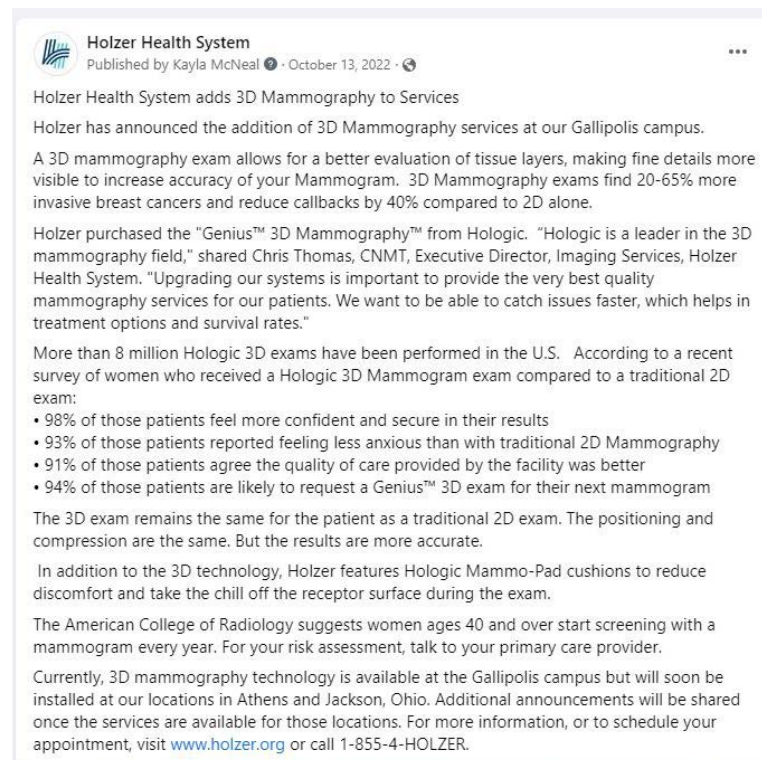 Holzer Health System
Published by Kayla McNeal · October 13, 2022 ·
Holzer Health System adds 3D Mammography to Services
Holzer has announced the addition of 3D Mammography services at our Gallipolis campus.
A 3D mammography exam allows for a better evaluation of tissue layers, making fine details more
visible to increase accuracy of your Mammogram.  3D Mammography exams find 20-65% more
invasive breast cancers and reduce callbacks by 40% compared to 2D alone.
Holzer purchased the "Genius™ 3D Mammography™ from Hologic.  “Hologic is a leader in the 3D
mammography field,” shared Chris Thomas, CNMT, Executive Director, Imaging Services, Holzer
Health System. "Upgrading our systems is important to provide the very best quality
mammography services for our patients. We want to be able to catch issues faster, which helps in
treatment options and survival rates."
More than 8 million Hologic 3D exams have been performed in the U.S.   According to a recent
survey of women who received a Hologic 3D Mammogram exam compared to a traditional 2D
exam:
• 98% of those patients feel more confident and secure in their results
• 93% of those patients reported feeling less anxious than with traditional 2D Mammography
• 91% of those patients agree the quality of care provided by the facility was better
• 94% of those patients are likely to request a Genius™ 3D exam for their next mammogram
The 3D exam remains the same for the patient as a traditional 2D exam. The positioning and
compression are the same. But the results are more accurate.
In addition to the 3D technology, Holzer features Hologic Mammo-Pad cushions to reduce
discomfort and take the chill off the receptor surface during the exam.
The American College of Radiology suggests women ages 40 and over start screening with a
mammogram every year. For your risk assessment, talk to your primary care provider.
Currently, 3D mammography technology is available at the Gallipolis campus but will soon be
installed at our locations in Athens and Jackson, Ohio. Additional announcements will be shared
once the services are available for those locations. For more information, or to schedule your
appointment, visit www.holzer.org or call 1-855-4-HOLZER.